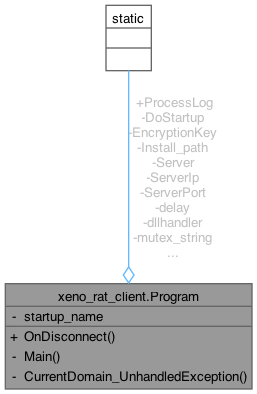 static
+ProcessLog
-DoStartup
-EncryptionKey
-Install_path
-Server
-ServerIp
-ServerPort
-delay
-dllhandler
-mutex_string
...
xeno_rat_client.Program
- startup_name
+ OnDisconnect()
- Main()
- CurrentDomain_UnhandledException()